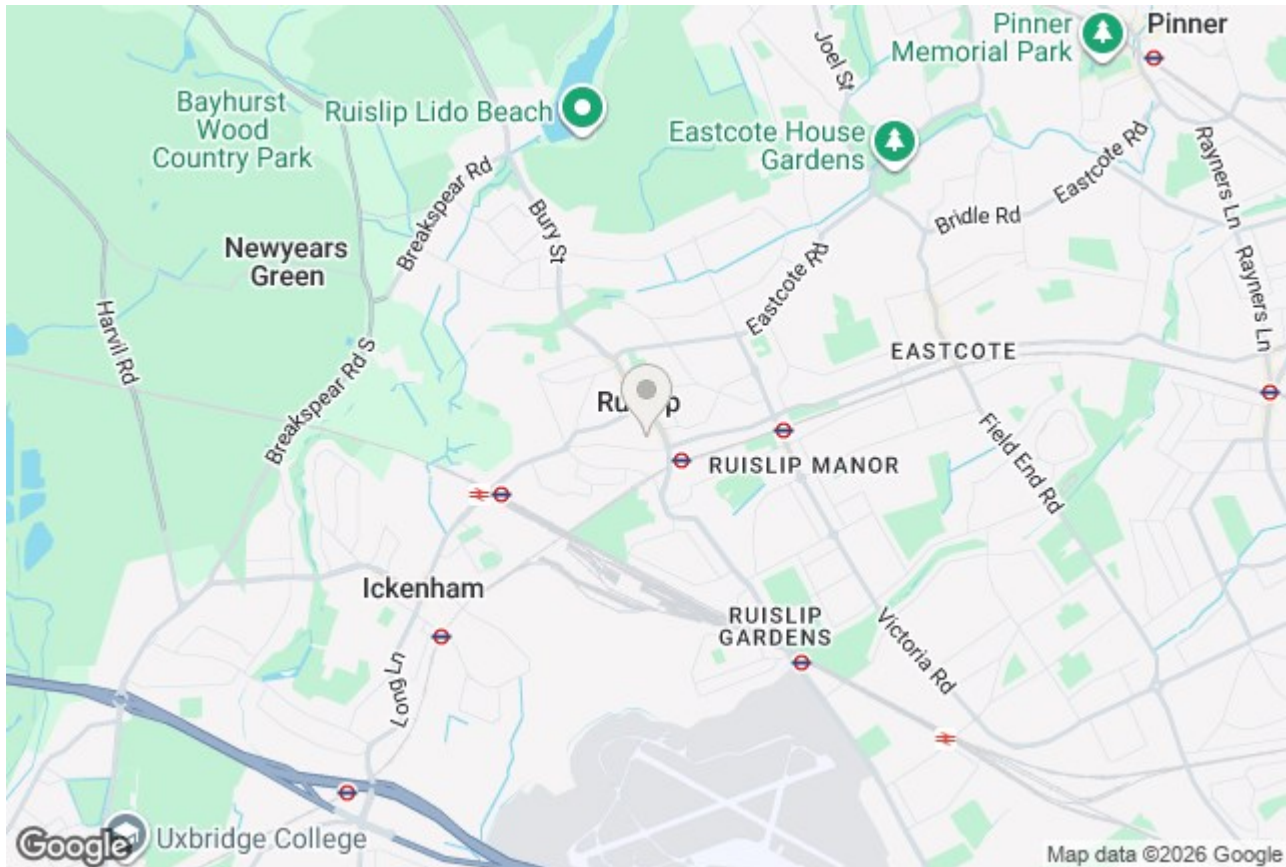 Pinner
Memorial Park
Pinner
Joel St
Bayhurst
Wood
Country Park
Ruislip Lido Beach
Eastcote House
Gardens
Eastcote Rd
Rayners Ln
Breakspear Rd
Bury St
Bridle Rd
Newyears
Green
Eastcote Rd
Rayners Ln
Harvil Rd
EASTCOTE
Breakspear Rd S
Field End Rd
RUISLIP MANOR
Ickenham
RUISLIP
GARDENS
Victoria Rd
Long Ln
Uxbridge College
Google
Map data ©2026 Google